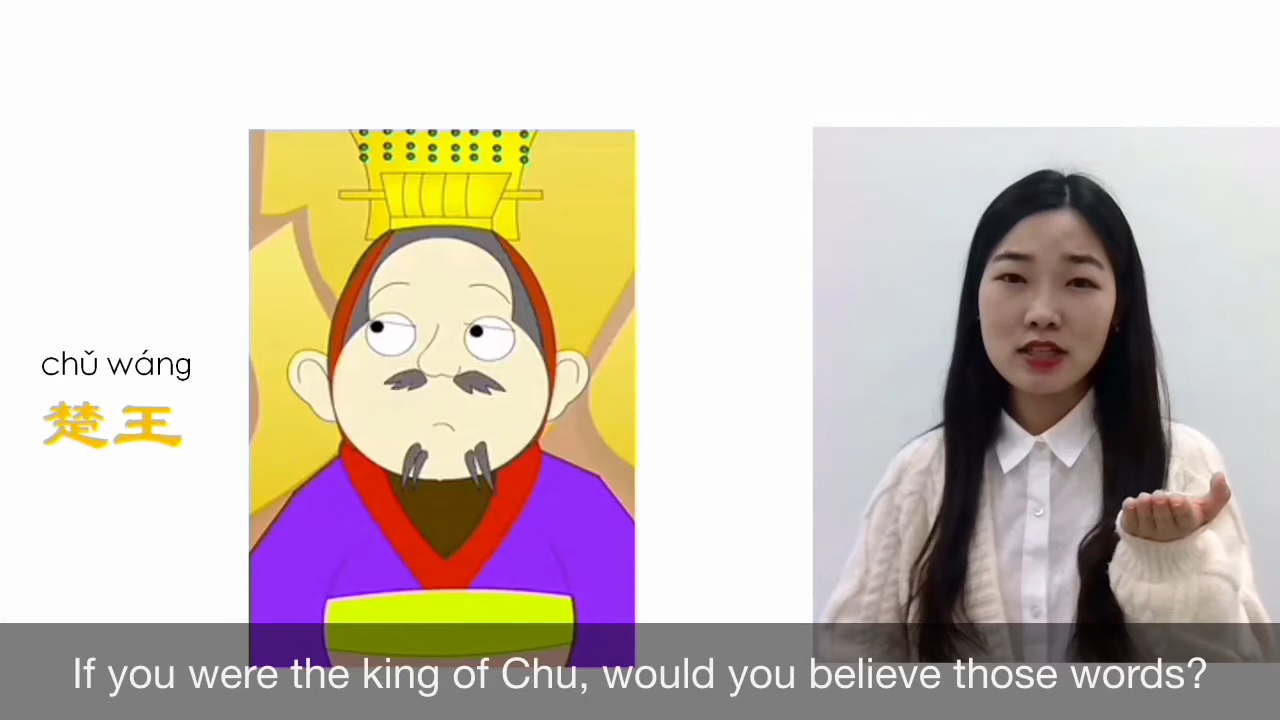 chǔ wáng
楚王
If you were the king of Chu, would you believe those words?